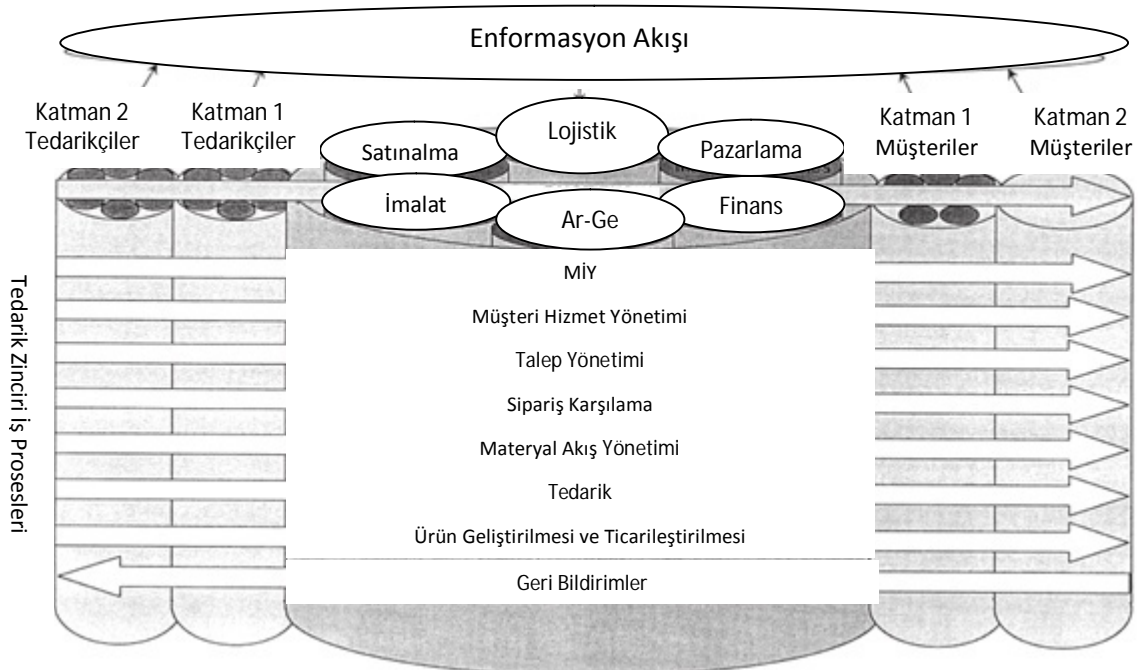 Enformasyon Akışı
Katman 2
Tedarikçiler
Katman 1
Tedarikçiler
Satınalma
Lojistik
Pazarlama
Katman 1
Müşteriler
Katman 2
Müşteriler
İmalat
Ar-Ge
Finans
Tedarik Zinciri İş Prosesleri
MİY
Müşteri Hizmet Yönetimi
Talep Yönetimi
Sipariş Karşılama
Materyal Akış Yönetimi
Tedarik
Ürün Geliştirilmesi ve Ticarileştirilmesi
Geri Bildirimler